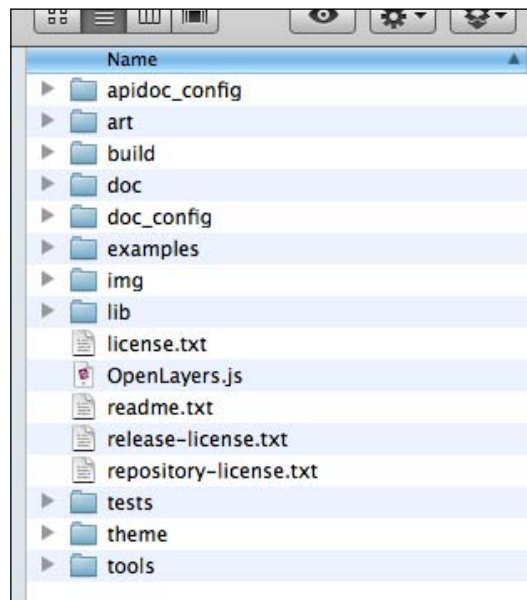 Name
apidoc_config
art
build
doc
doc_config
examples
img
lib
license.txt
OpenLayers.js
readme.txt
release-license.txt
repository-license.txt
tests
theme
tools